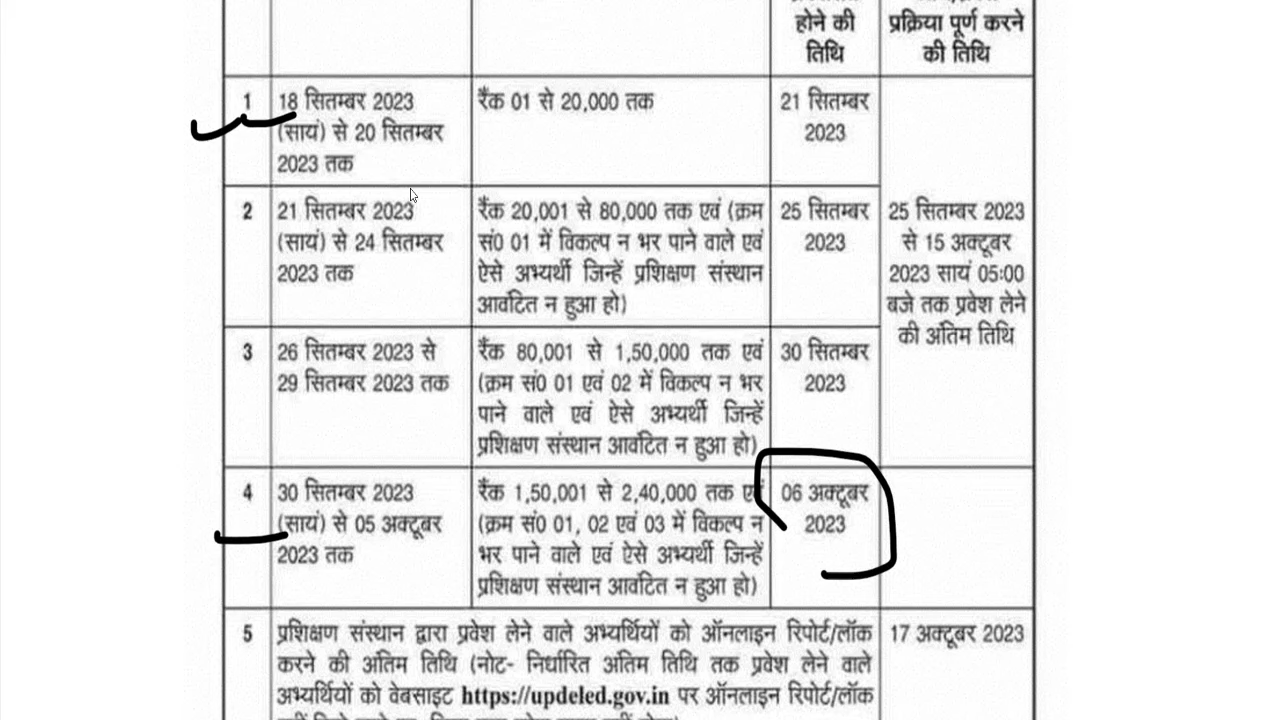 होने की
तिथि
प्रक्रिया पूर्ण करने
की तिथि
1
18 सितम्बर 2023
(सायं) से 20 सितम्बर
2023 तक
रैंक 01 से 20,000 तक
21 सितम्बर
2023
2
21 सितम्बर 2023
(सायं) से 24 सितम्बर
2023 तक
रैंक 20,001 से 80,000 तक एवं (क्रम
सं0 01 में विकल्प न भर पाने वाले एवं
ऐसे अभ्यर्थी जिन्हें प्रशिक्षण संस्थान
आवंटित न हुआ हो)
25 सितम्बर
2023
25 सितम्बर 2023
से 15 अक्टूबर
2023 सायं 05:00
बजे तक प्रवेश लेने
की अंतिम तिथि
3
26 सितम्बर 2023 से
29 सितम्बर 2023 तक
रैंक 80,001 से 1,50,000 तक एवं
(क्रम सं0 01 एवं 02 में विकल्प न भर
पाने वाले एवं ऐसे अभ्यर्थी जिन्हें
प्रशिक्षण संस्थान आवंटित न हुआ हो)
30 सितम्बर
2023
4
30 सितम्बर 2023
(सायं) से 05 अक्टूबर
2023 तक
रैंक 1,50,001 से 2,40,000 तक एवं
(क्रम सं0 01, 02 एवं 03 में विकल्प न
भर पाने वाले एवं ऐसे अभ्यर्थी जिन्हें
प्रशिक्षण संस्थान आवंटित न हुआ हो)
06 अक्टूबर
2023
5
प्रशिक्षण संस्थान द्वारा प्रवेश लेने वाले अभ्यर्थियों को ऑनलाइन रिपोर्ट/लॉक
करने की अंतिम तिथि (नोट- निर्धारित अंतिम तिथि तक प्रवेश लेने वाले
अभ्यर्थियों को वेबसाइट https://updeled.gov.in पर ऑनलाइन रिपोर्ट/लॉक
17 अक्टूबर 2023